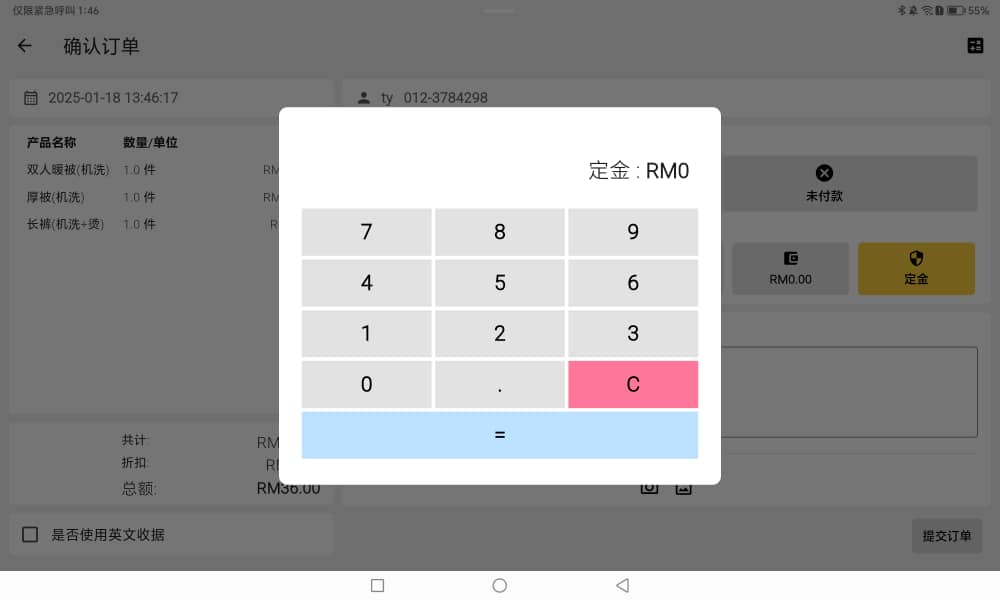 仅限紧急呼叫 1:46
55%
确认订单
2025-01-18 13:46:17
ty 012-3784298
产品名称 数量/单位
双人暖被(机洗) 1.0 件 RM
厚被(机洗) 1.0 件 RM
长裤(机洗+烫) 1.0 件 R
定金 : RM0
未付款
7 8 9
4 5 6
1 2 3
0 . C
=
RM0.00
定金
共计: RM
折扣: R
总额: RM36.00
是否使用英文收据
提交订单